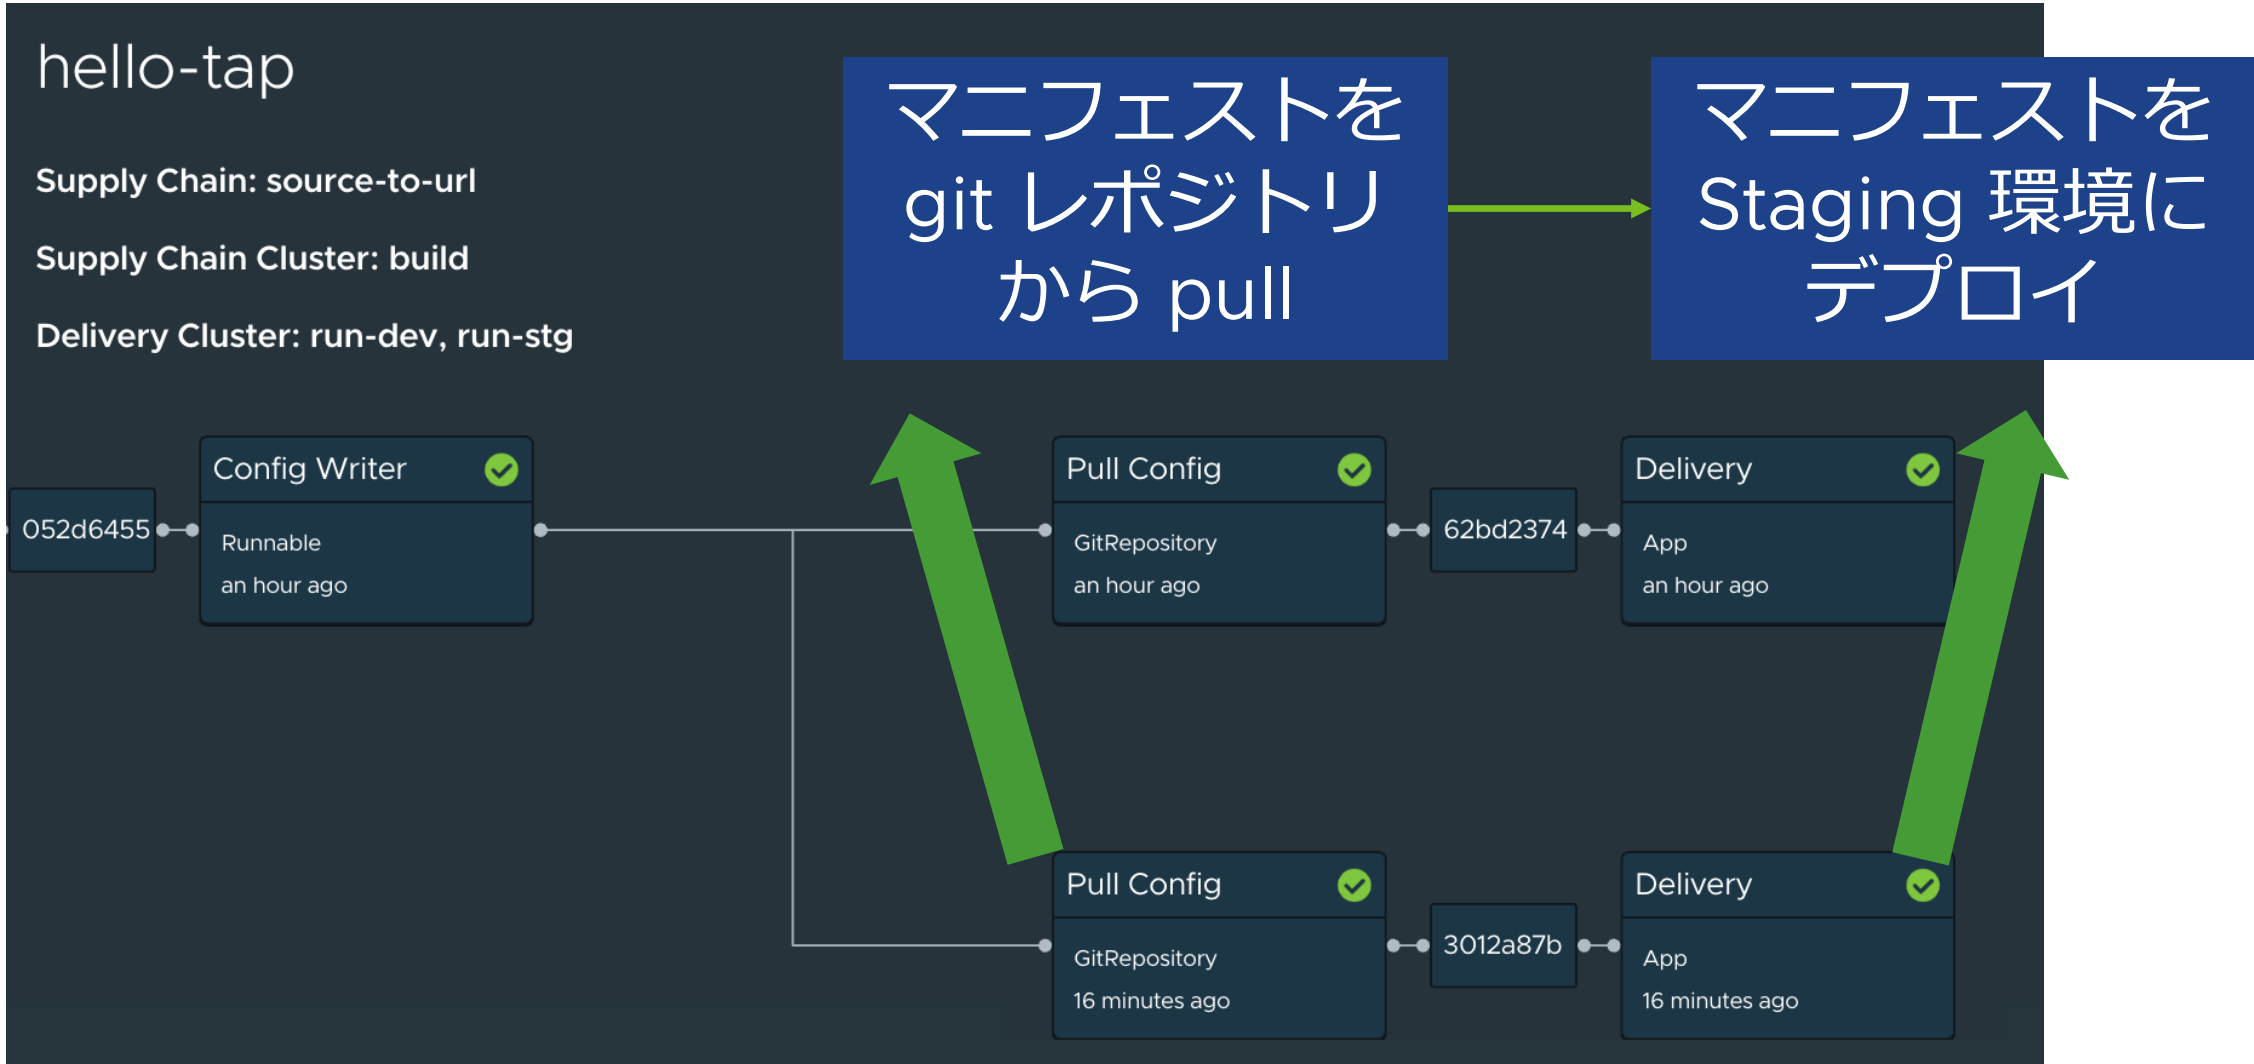 hello-tap
Supply Chain: source-to-url
Supply Chain Cluster: build
Delivery Cluster: run-dev, run-stg
マニフェストを
git レポジトリ
から pull
マニフェストを
Staging 環境に
デプロイ
052d6455
Config Writer
Runnable
an hour ago
Pull Config
GitRepository
an hour ago
62bd2374
Delivery
App
an hour ago
Pull Config
GitRepository
16 minutes ago
3012a87b
Delivery
App
16 minutes ago